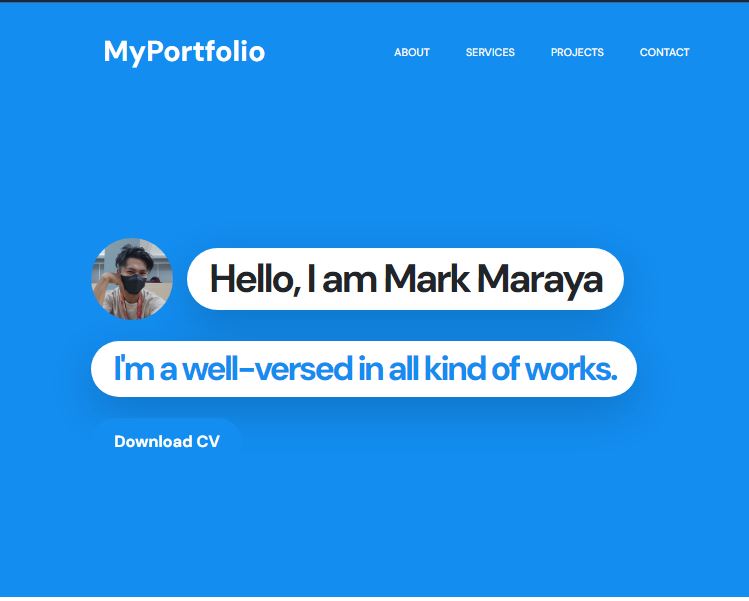 MyPortfolio
ABOUT SERVICES PROJECTS CONTACT
Hello, I am Mark Maraya
I'm a well-versed in all kind of works.
Download CV